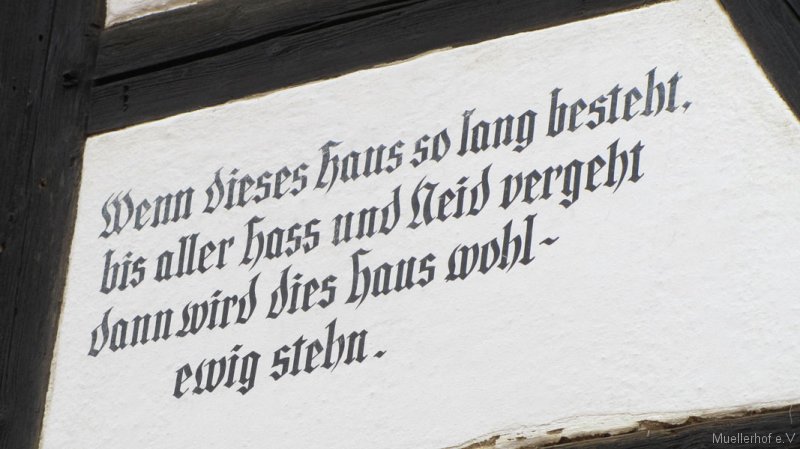 Wenn dieses Haus so lang besteht,
bis aller Hass und Neid vergeht
dann wird dies Haus wohl-
ewig stehn.
Muellerhof e.V